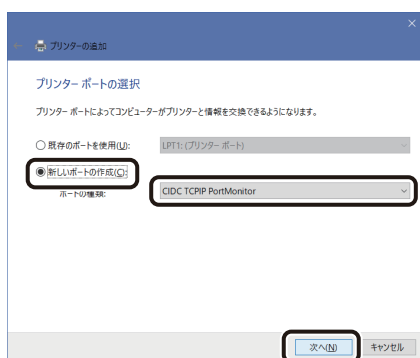 プリンターの追加
プリンター ポートの選択
プリンター ポートによってコンピューターがプリンターと情報を交換できるようになります。
既存のポートを使用(U): LPT1: (プリンター ポート)
新しいポートの作成(C):
ポートの種類: CIDC TCPIP PortMonitor
次へ(N) キャンセル